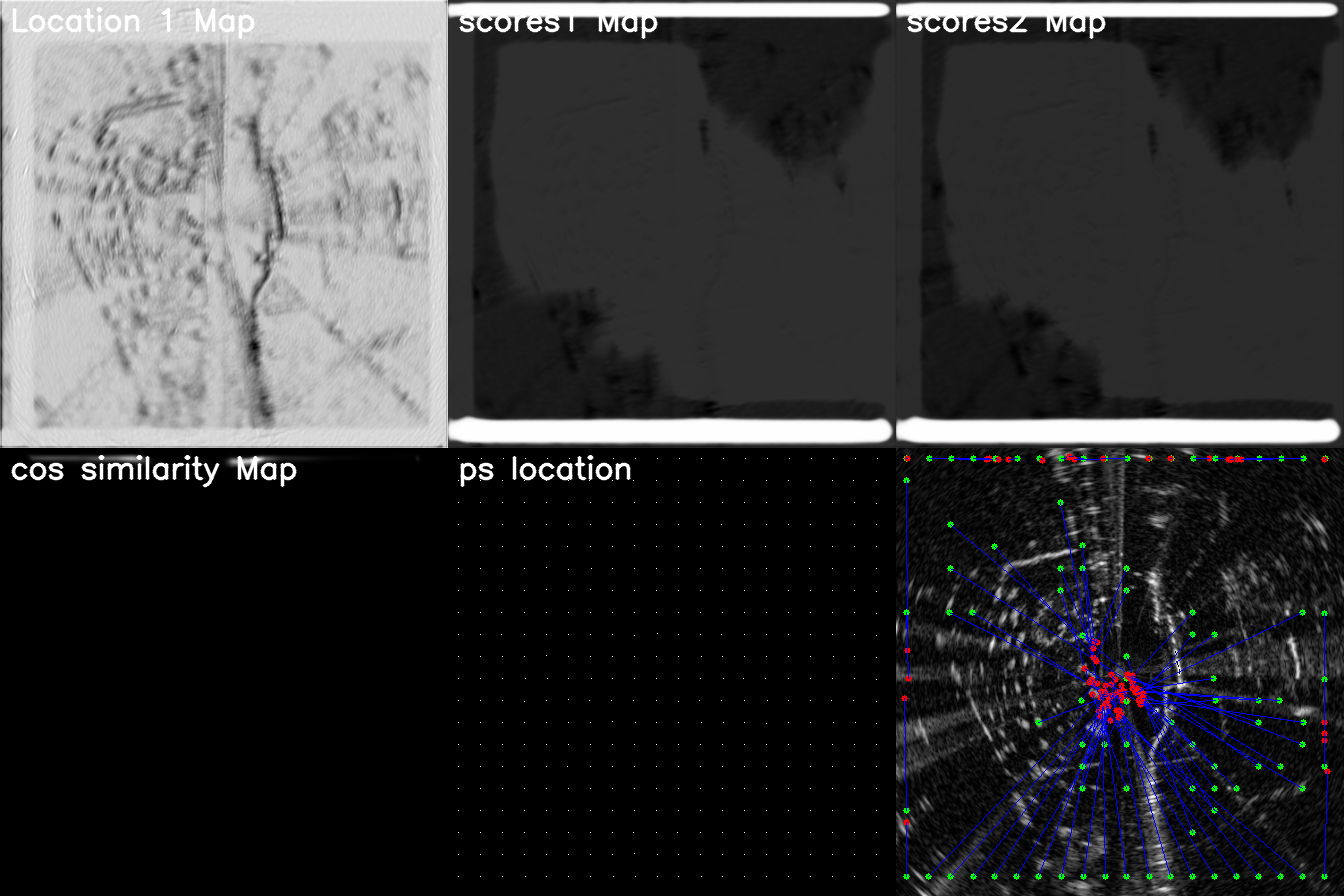 Location 1 Map
scores1 Map
scores2 Map
cos similarity Map
ps location